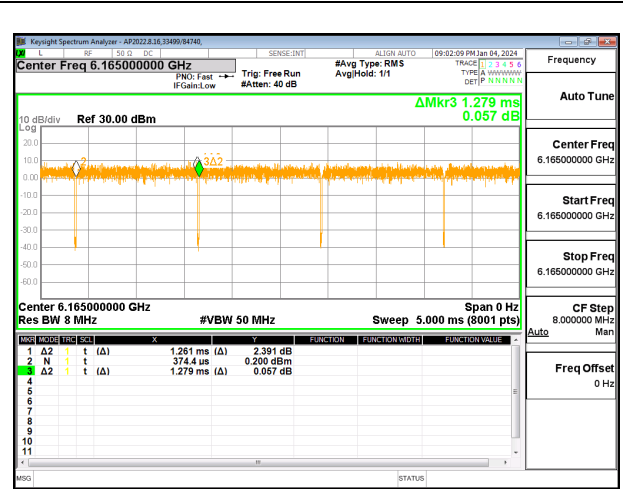 Keysight Spectrum Analyzer - AP2022.8.16,33499/84740,
L RF 50 Ω DC SENSE:INT ALIGN AUTO 09:02:09 PM Jan 04, 2024
Center Freq 6.165000000 GHz
PNO: Fast
IFGain:Low
Trig: Free Run
#Atten: 40 dB
#Avg Type: RMS
Avg|Hold: 1/1
TRACE 1 2 3 4 5 6
TYPE A WWWWW
DET P N N N N N
ΔMkr3 1.279 ms
0.057 dB
10 dB/div Ref 30.00 dBm
Log
20.0
10.0
0.00
-10.0
-20.0
-30.0
-40.0
-50.0
-60.0
2
3Δ2
Center 6.165000000 GHz Span 0 Hz
Res BW 8 MHz #VBW 50 MHz Sweep 5.000 ms (8001 pts)
MKR MODE TRC SCL X Y FUNCTION FUNCTION WIDTH FUNCTION VALUE
1 Δ2 1 t (Δ) 1.261 ms (Δ) 2.391 dB
2 N 1 t 374.4 µs 0.200 dBm
3 Δ2 1 t (Δ) 1.279 ms (Δ) 0.057 dB
4
5
6
7
8
9
10
11
MSG STATUS
Frequency
Auto Tune
Center Freq
6.165000000 GHz
Start Freq
6.165000000 GHz
Stop Freq
6.165000000 GHz
CF Step
8.000000 MHz
Auto Man
Freq Offset
0 Hz